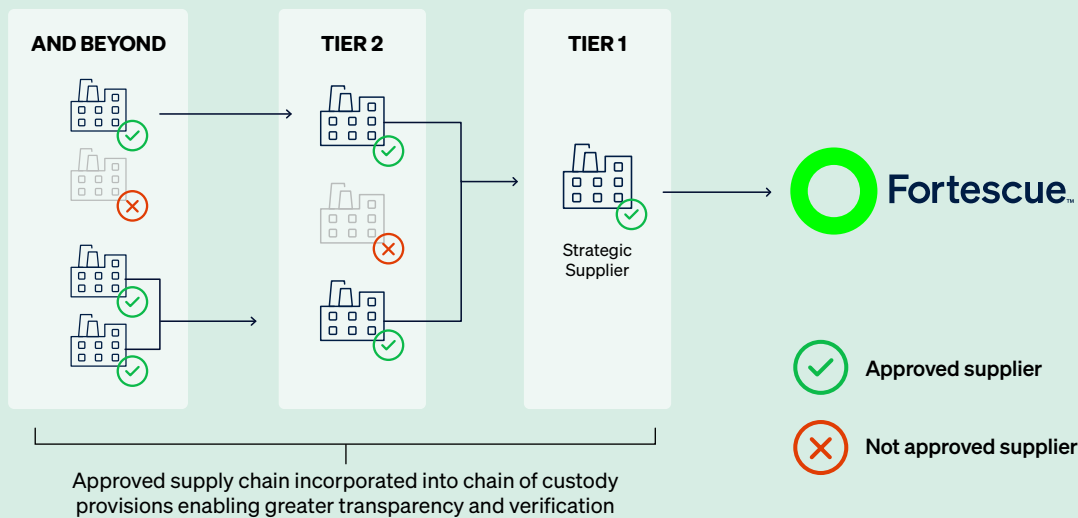 AND BEYOND
TIER 2
TIER 1
Strategic
Supplier
Fortescue™
Approved supplier
Not approved supplier
Approved supply chain incorporated into chain of custody
provisions enabling greater transparency and verification